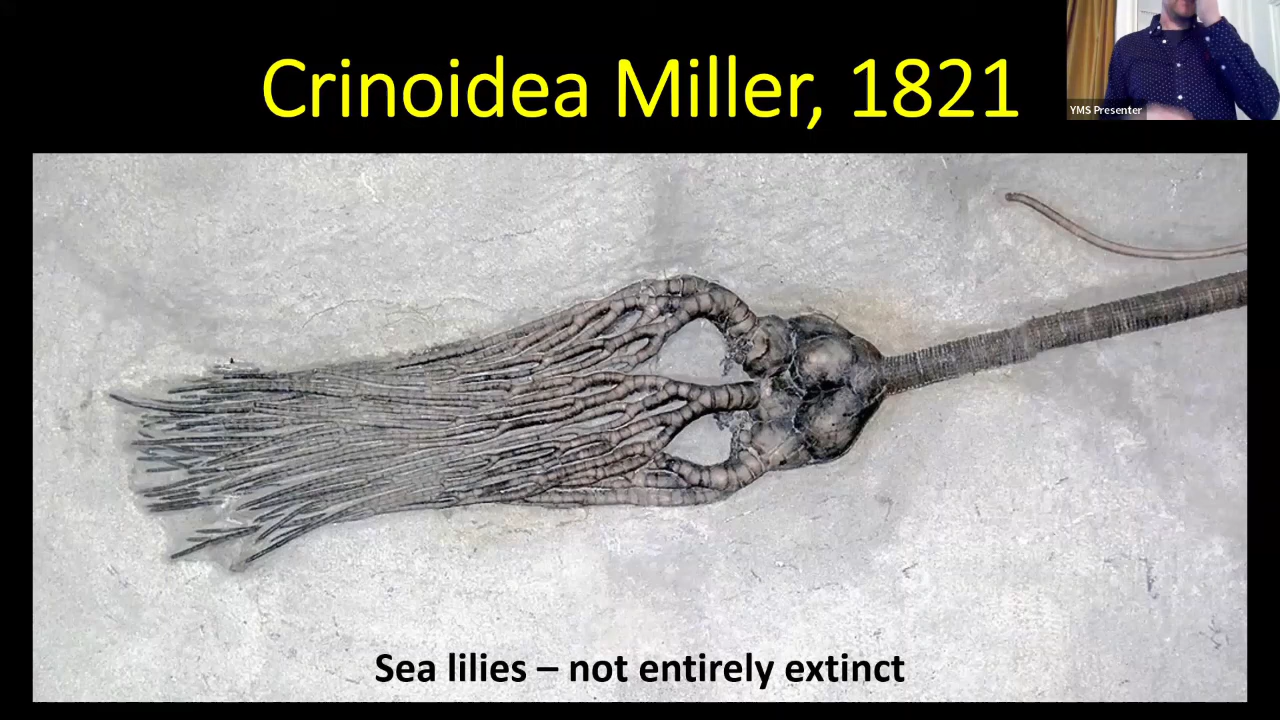 Crinoidea Miller, 1821
YMS Presenter
Sea lilies – not entirely extinct